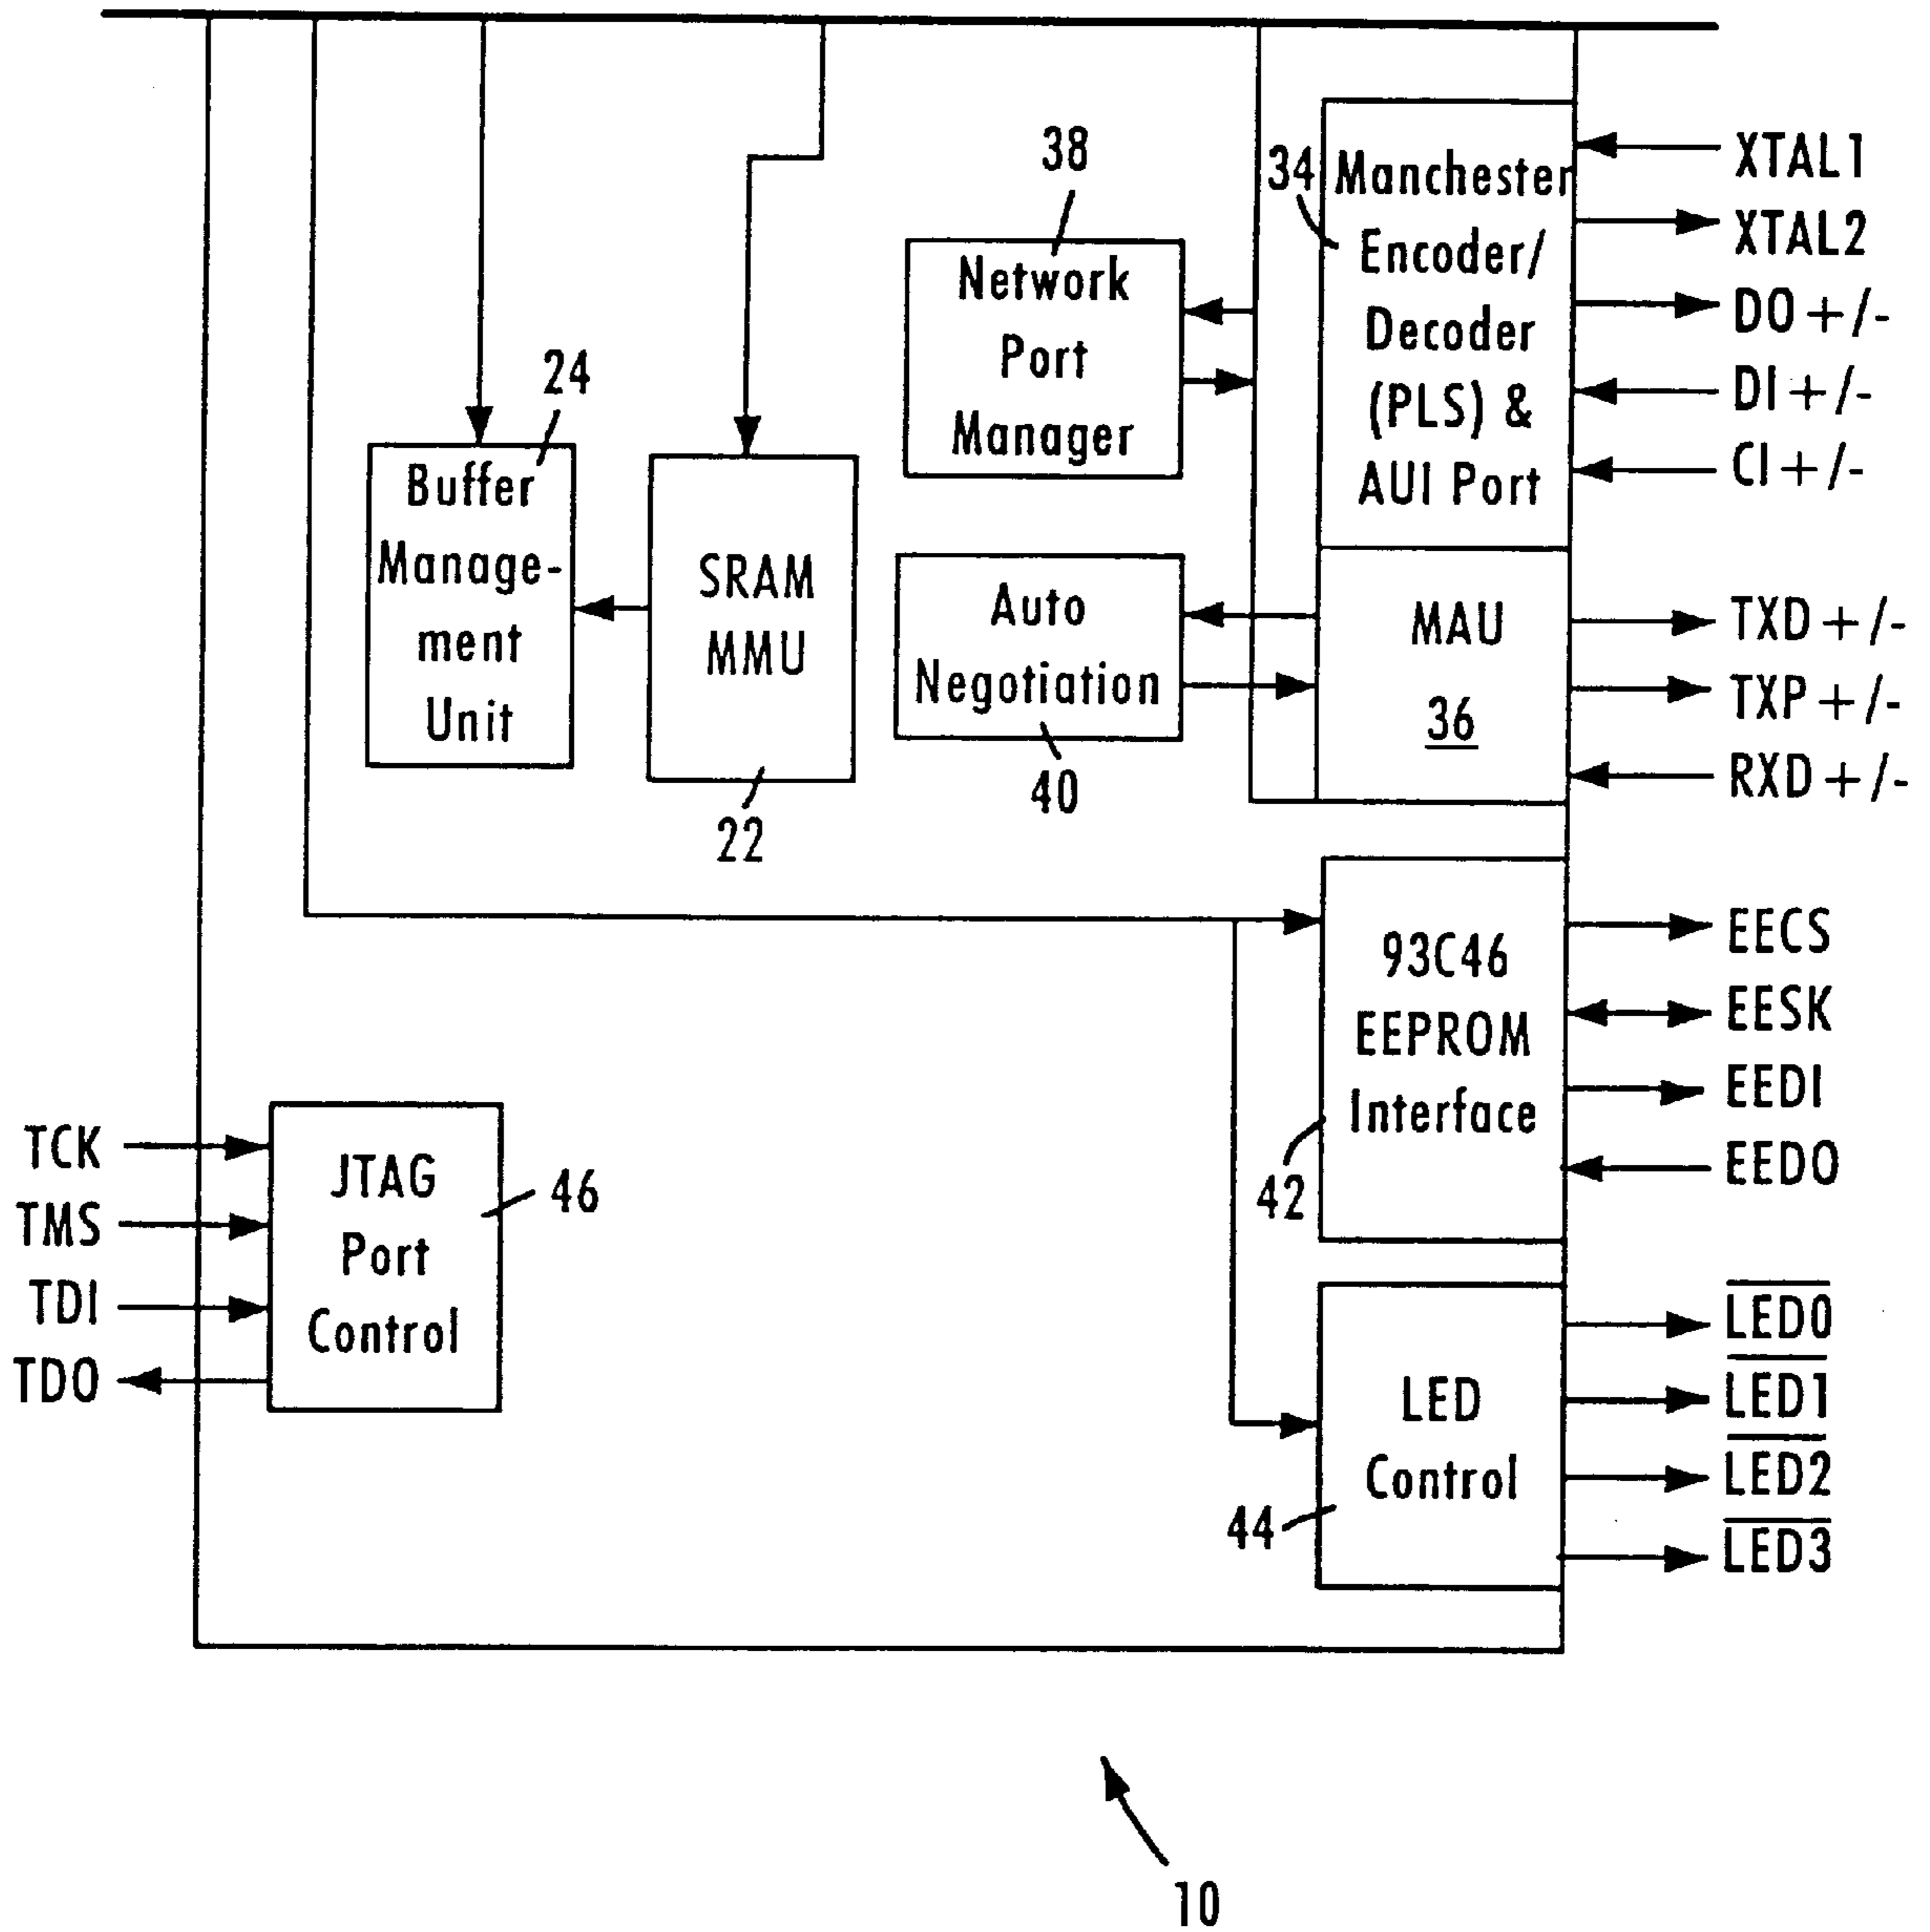 38
34
Manchester
Encoder/
Decoder
(PLS) &
AUI Port
XTAL1
XTAL2
DO +/-
DI +/-
CI +/-
Network
Port
Manager
24
Buffer
Manage-
ment
Unit
SRAM
MMU
22
Auto
Negotiation
40
MAU
36
TXD +/-
TXP +/-
RXD +/-
93C46
EEPROM
Interface
42
EECS
EESK
EEDI
EEDO
TCK
TMS
TDI
TDO
JTAG
Port
Control
46
LED
Control
44
LED0
LED1
LED2
LED3
10